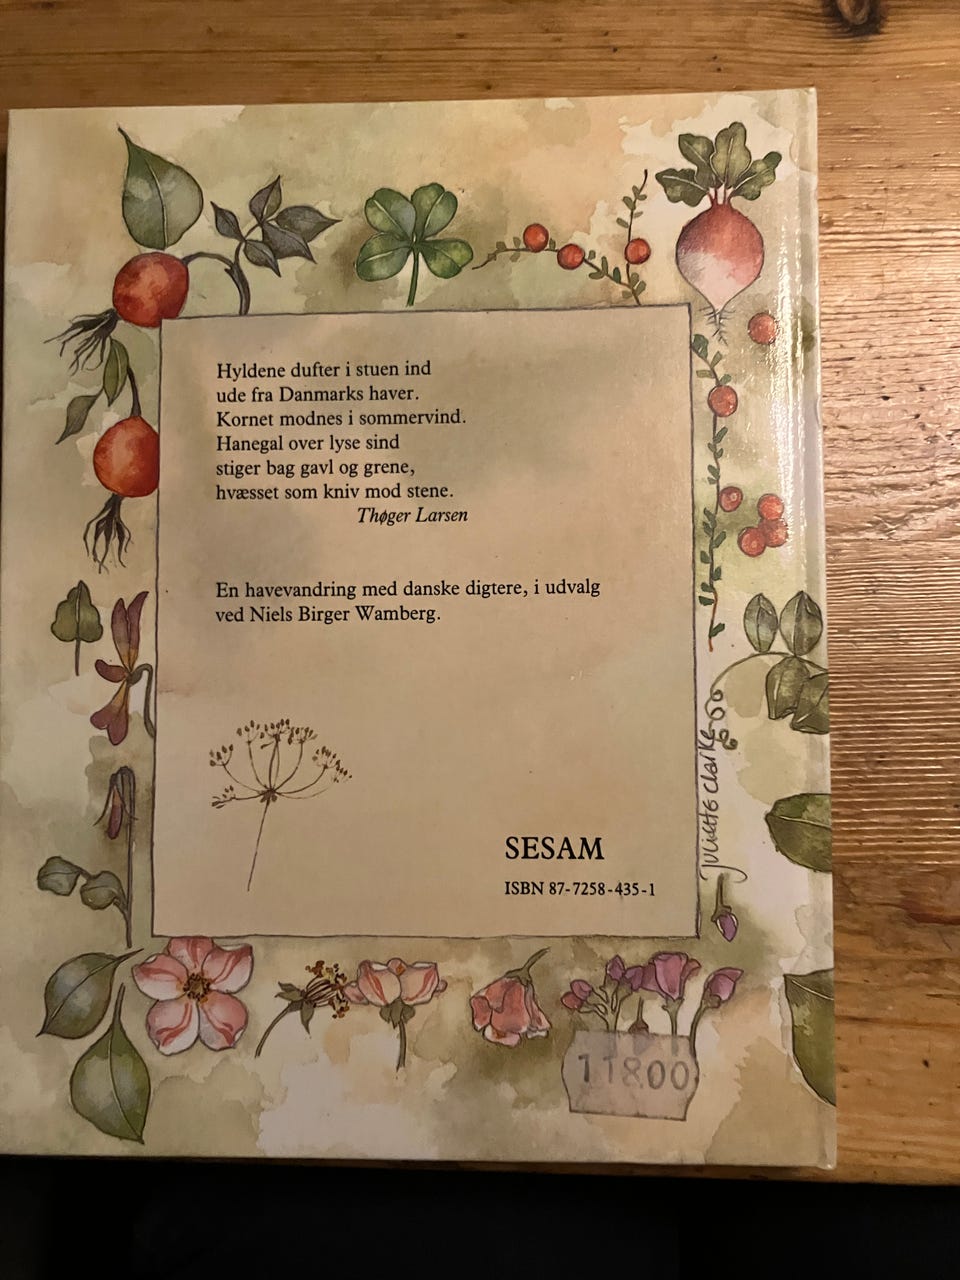 Hyldene dufter i stuen ind
ude fra Danmarks haver.
Kornet modnes i sommervind.
Hanegal over lyse sind
stiger bag gavl og grene,
hvæsset som kniv mod stene.
Thøger Larsen
En havevandring med danske digtere, i udvalg
ved Niels Birger Wamberg.
Juliette Clarke
SESAM
ISBN 87-7258-435-1
11800